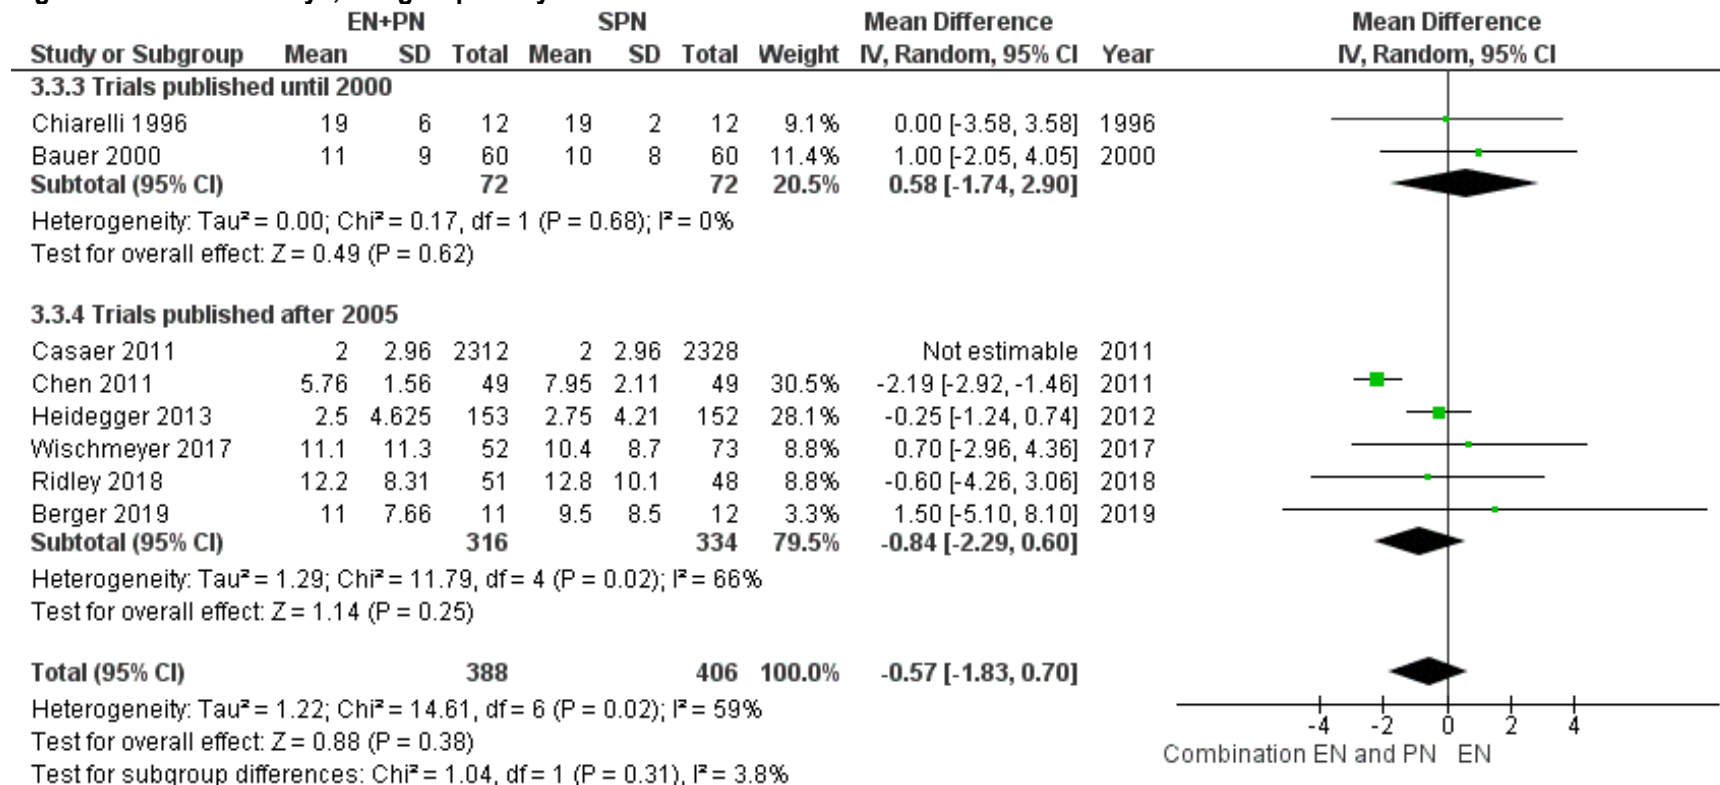 EN+PN SPN Mean Difference Mean Difference
Study or Subgroup Mean SD Total Mean SD Total Weight IV, Random, 95% CI Year IV, Random, 95% CI
3.3.3 Trials published until 2000
Chiarelli 1996 19 6 12 19 2 12 9.1% 0.00 [-3.58, 3.58] 1996
Bauer 2000 11 9 60 10 8 60 11.4% 1.00 [-2.05, 4.05] 2000
Subtotal (95% CI) 72 72 20.5% 0.58 [-1.74, 2.90]
Heterogeneity: Tau² = 0.00; Chi² = 0.17, df = 1 (P = 0.68); I² = 0%
Test for overall effect: Z = 0.49 (P = 0.62)
3.3.4 Trials published after 2005
Casaer 2011 2 2.96 2312 2 2.96 2328 Not estimable 2011
Chen 2011 5.76 1.56 49 7.95 2.11 49 30.5% -2.19 [-2.92, -1.46] 2011
Heidegger 2013 2.5 4.625 153 2.75 4.21 152 28.1% -0.25 [-1.24, 0.74] 2012
Wischmeyer 2017 11.1 11.3 52 10.4 8.7 73 8.8% 0.70 [-2.96, 4.36] 2017
Ridley 2018 12.2 8.31 51 12.8 10.1 48 8.8% -0.60 [-4.26, 3.06] 2018
Berger 2019 11 7.66 11 9.5 8.5 12 3.3% 1.50 [-5.10, 8.10] 2019
Subtotal (95% CI) 316 334 79.5% -0.84 [-2.29, 0.60]
Heterogeneity: Tau² = 1.29; Chi² = 11.79, df = 4 (P = 0.02); I² = 66%
Test for overall effect: Z = 1.14 (P = 0.25)
Total (95% CI) 388 406 100.0% -0.57 [-1.83, 0.70]
Heterogeneity: Tau² = 1.22; Chi² = 14.61, df = 6 (P = 0.02); I² = 59%
Test for overall effect: Z = 0.88 (P = 0.38)
Test for subgroup differences: Chi² = 1.04, df = 1 (P = 0.31), I² = 3.8%
-4 -2 0 2 4
Combination EN and PN EN